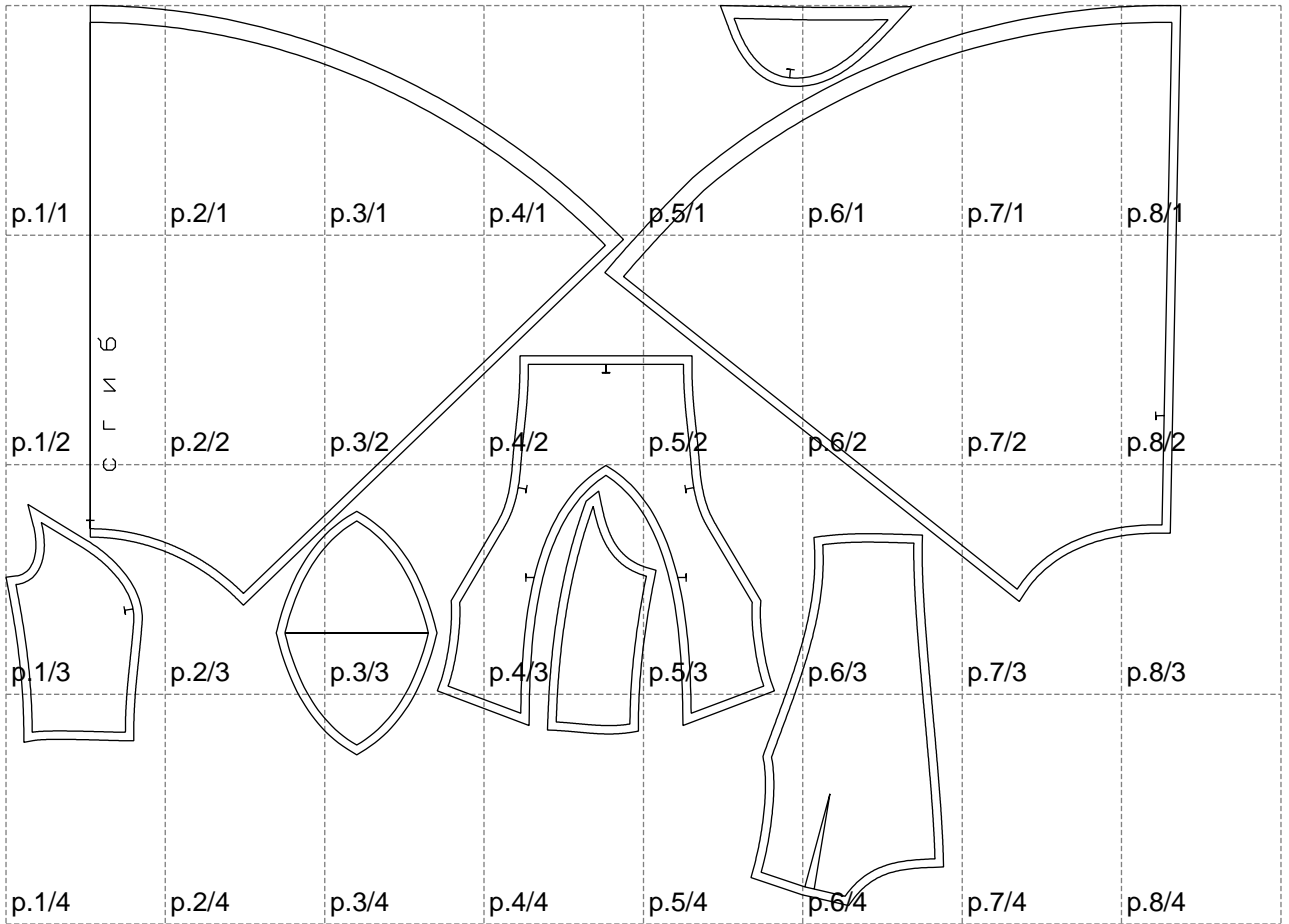 p.1/1 p.2/1 p.3/1 p.4/1 p.5/1 p.6/1 p.7/1 p.8/1
СГИБ
p.1/2 p.2/2 p.3/2 p.4/2 p.5/2 p.6/2 p.7/2 p.8/2
p.1/3 p.2/3 p.3/3 p.4/3 p.5/3 p.6/3 p.7/3 p.8/3
p.1/4 p.2/4 p.3/4 p.4/4 p.5/4 p.6/4 p.7/4 p.8/4